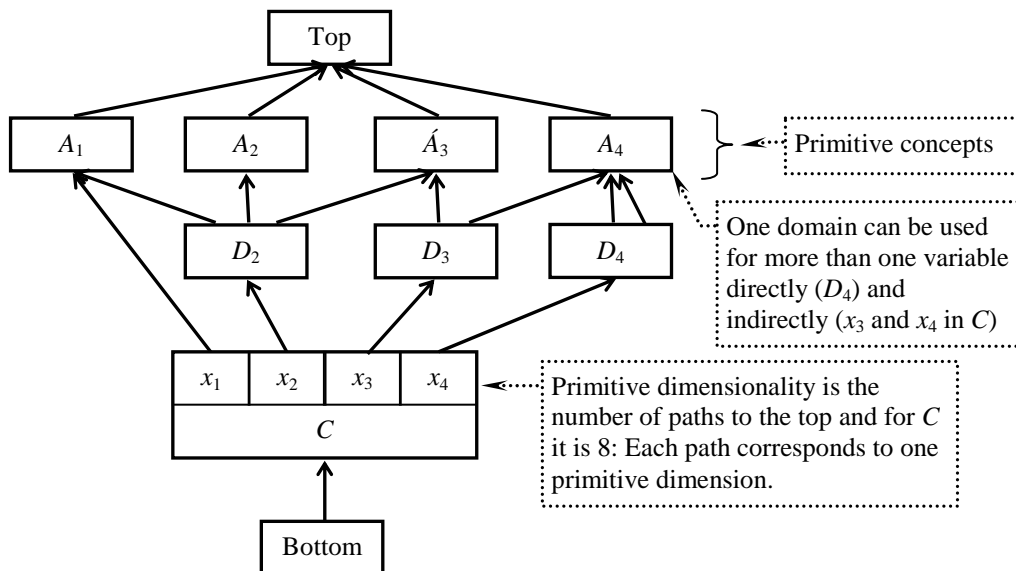 Top
A1
A2
Á3
A4
Primitive concepts
D2
D3
D4
One domain can be used
for more than one variable
directly (D4) and
indirectly (x3 and x4 in C)
x1
x2
x3
x4
C
Primitive dimensionality is the
number of paths to the top and for C
it is 8: Each path corresponds to one
primitive dimension.
Bottom